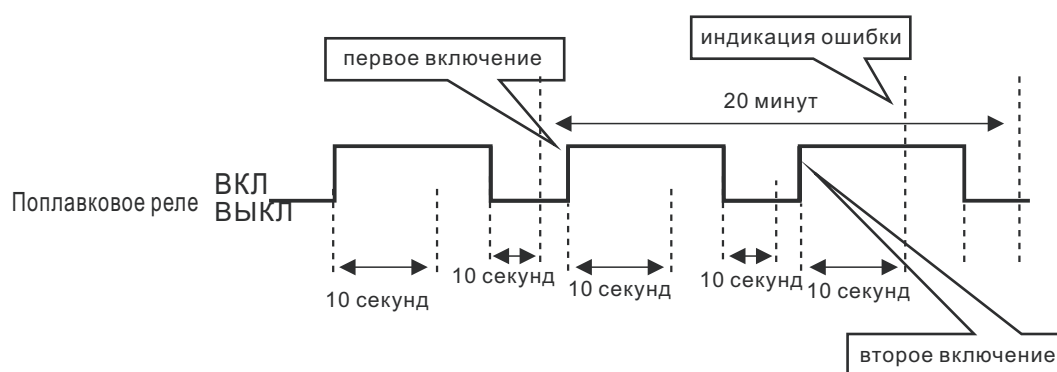 индикация ошибки
первое включение
20 минут
Поплавковое реле
ВКЛ
ВЫКЛ
10 секунд
10 секунд
10 секунд
10 секунд
10 секунд
второе включение